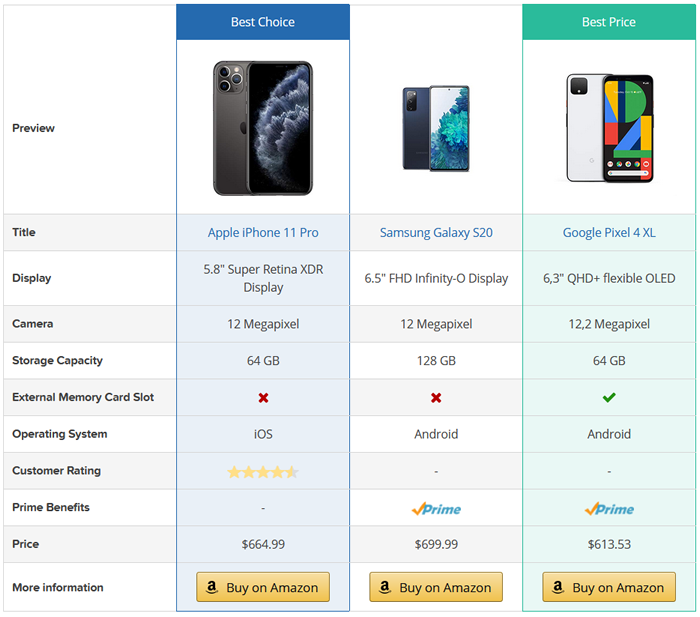 Best Choice
Best Price
Preview
Title
Apple iPhone 11 Pro
Samsung Galaxy S20
Google Pixel 4 XL
Display
5.8" Super Retina XDR
Display
6.5" FHD Infinity-O Display
6,3" QHD+ flexible OLED
Camera
12 Megapixel
12 Megapixel
12,2 Megapixel
Storage Capacity
64 GB
128 GB
64 GB
External Memory Card Slot
Operating System
iOS
Android
Android
Customer Rating
-
-
Prime Benefits
-
Prime
Prime
Price
$664.99
$699.99
$613.53
More information
a Buy on Amazon
a Buy on Amazon
a Buy on Amazon